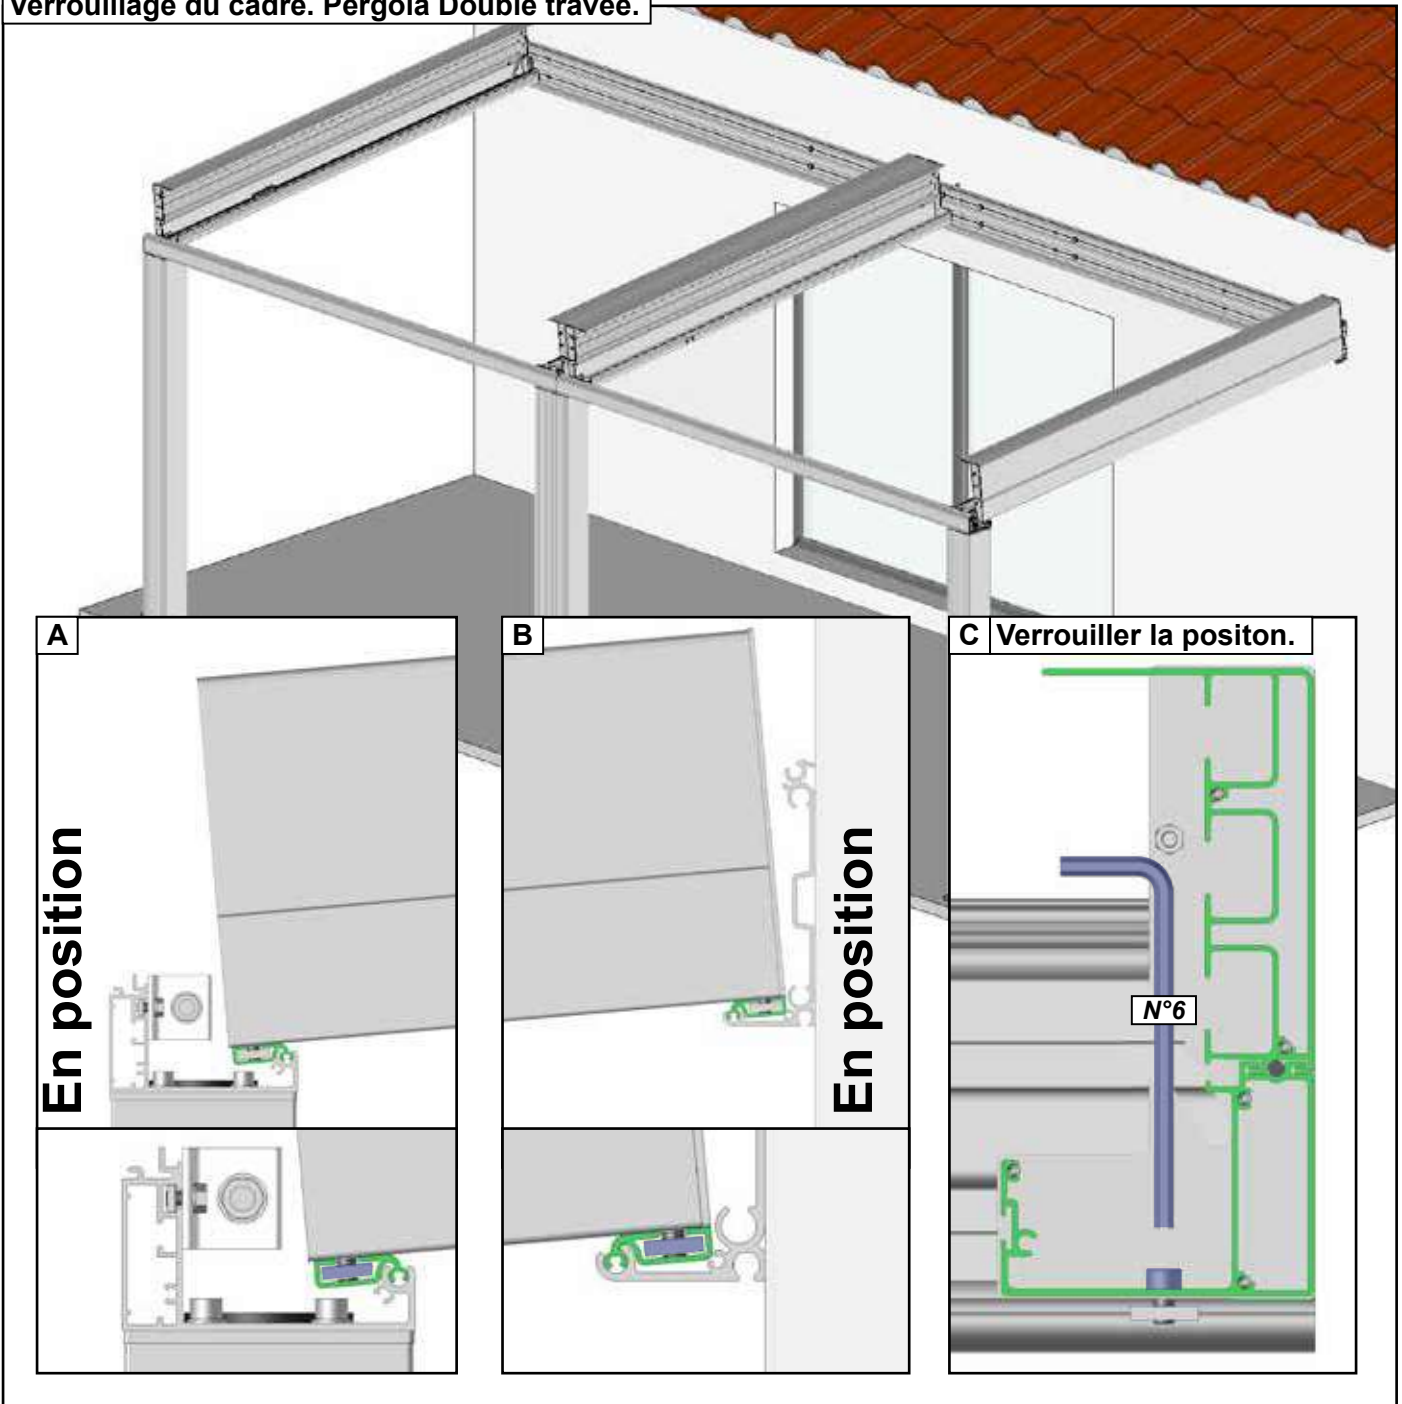 Verrouillage du cadre. Pergola Double travée.
A
En position
B
En position
C Verrouiller la positon.
N°6